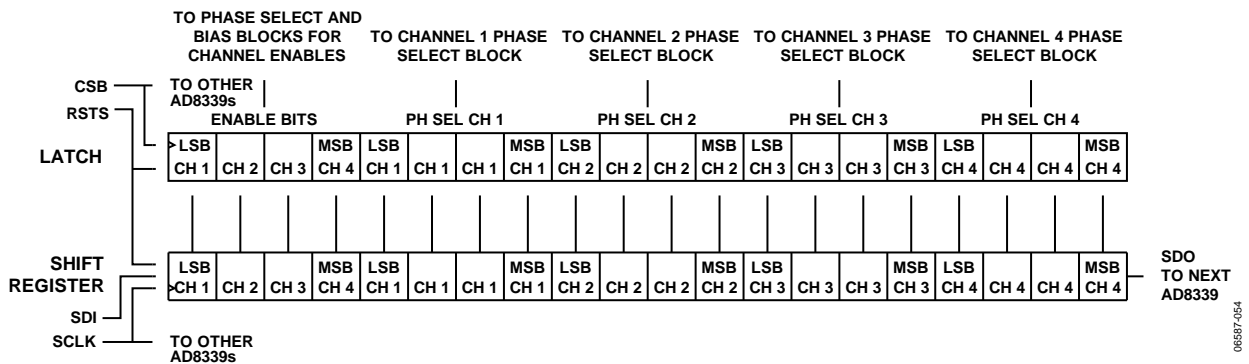 TO PHASE SELECT AND
BIAS BLOCKS FOR
CHANNEL ENABLES
TO CHANNEL 1 PHASE
SELECT BLOCK
TO CHANNEL 2 PHASE
SELECT BLOCK
TO CHANNEL 3 PHASE
SELECT BLOCK
TO CHANNEL 4 PHASE
SELECT BLOCK
CSB
TO OTHER
AD8339s
RSTS
ENABLE BITS
PH SEL CH 1
PH SEL CH 2
PH SEL CH 3
PH SEL CH 4
LATCH
LSB MSB LSB MSB LSB MSB LSB MSB LSB MSB
CH 1 CH 2 CH 3 CH 4 CH 1 CH 1 CH 1 CH 1 CH 2 CH 2 CH 2 CH 2 CH 3 CH 3 CH 3 CH 3 CH 4 CH 4 CH 4 CH 4
SHIFT
REGISTER
LSB MSB LSB MSB LSB MSB LSB MSB LSB MSB
CH 1 CH 2 CH 3 CH 4 CH 1 CH 1 CH 1 CH 1 CH 2 CH 2 CH 2 CH 2 CH 3 CH 3 CH 3 CH 3 CH 4 CH 4 CH 4 CH 4
SDO
TO NEXT
AD8339
SDI
SCLK
TO OTHER
AD8339s
06587-054